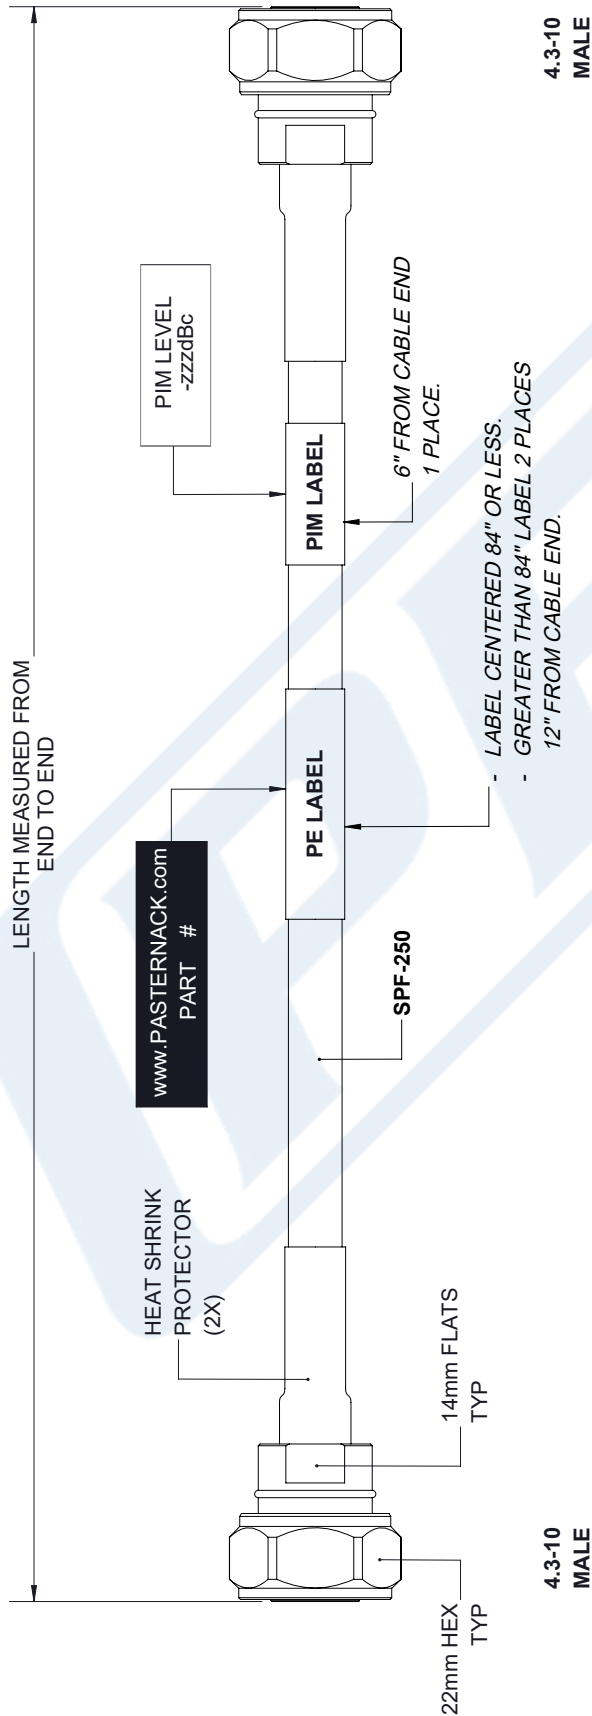 LENGTH MEASURED FROM
END TO END
www.PASTERNACK.com
PART #
PIM LEVEL
-zzzdBc
HEAT SHRINK
PROTECTOR
(2X)
PE LABEL
PIM LABEL
SPF-250
6" FROM CABLE END
1 PLACE.
22mm HEX
TYP
14mm FLATS
TYP
- LABEL CENTERED 84" OR LESS.
- GREATER THAN 84" LABEL 2 PLACES
12" FROM CABLE END.
4.3-10
MALE
4.3-10
MALE